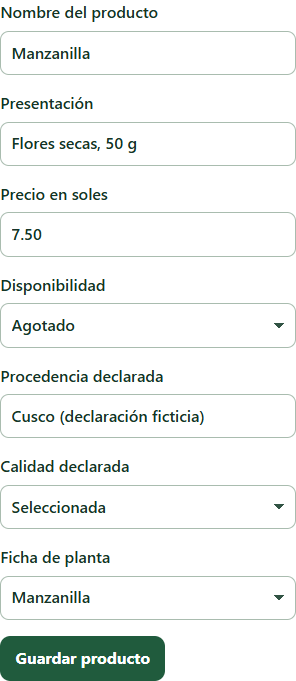 Nombre del producto
Manzanilla
Presentación
Flores secas, 50 g
Precio en soles
7.50
Disponibilidad
Agotado
Procedencia declarada
Cusco (declaración ficticia)
Calidad declarada
Seleccionada
Ficha de planta
Manzanilla
Guardar producto